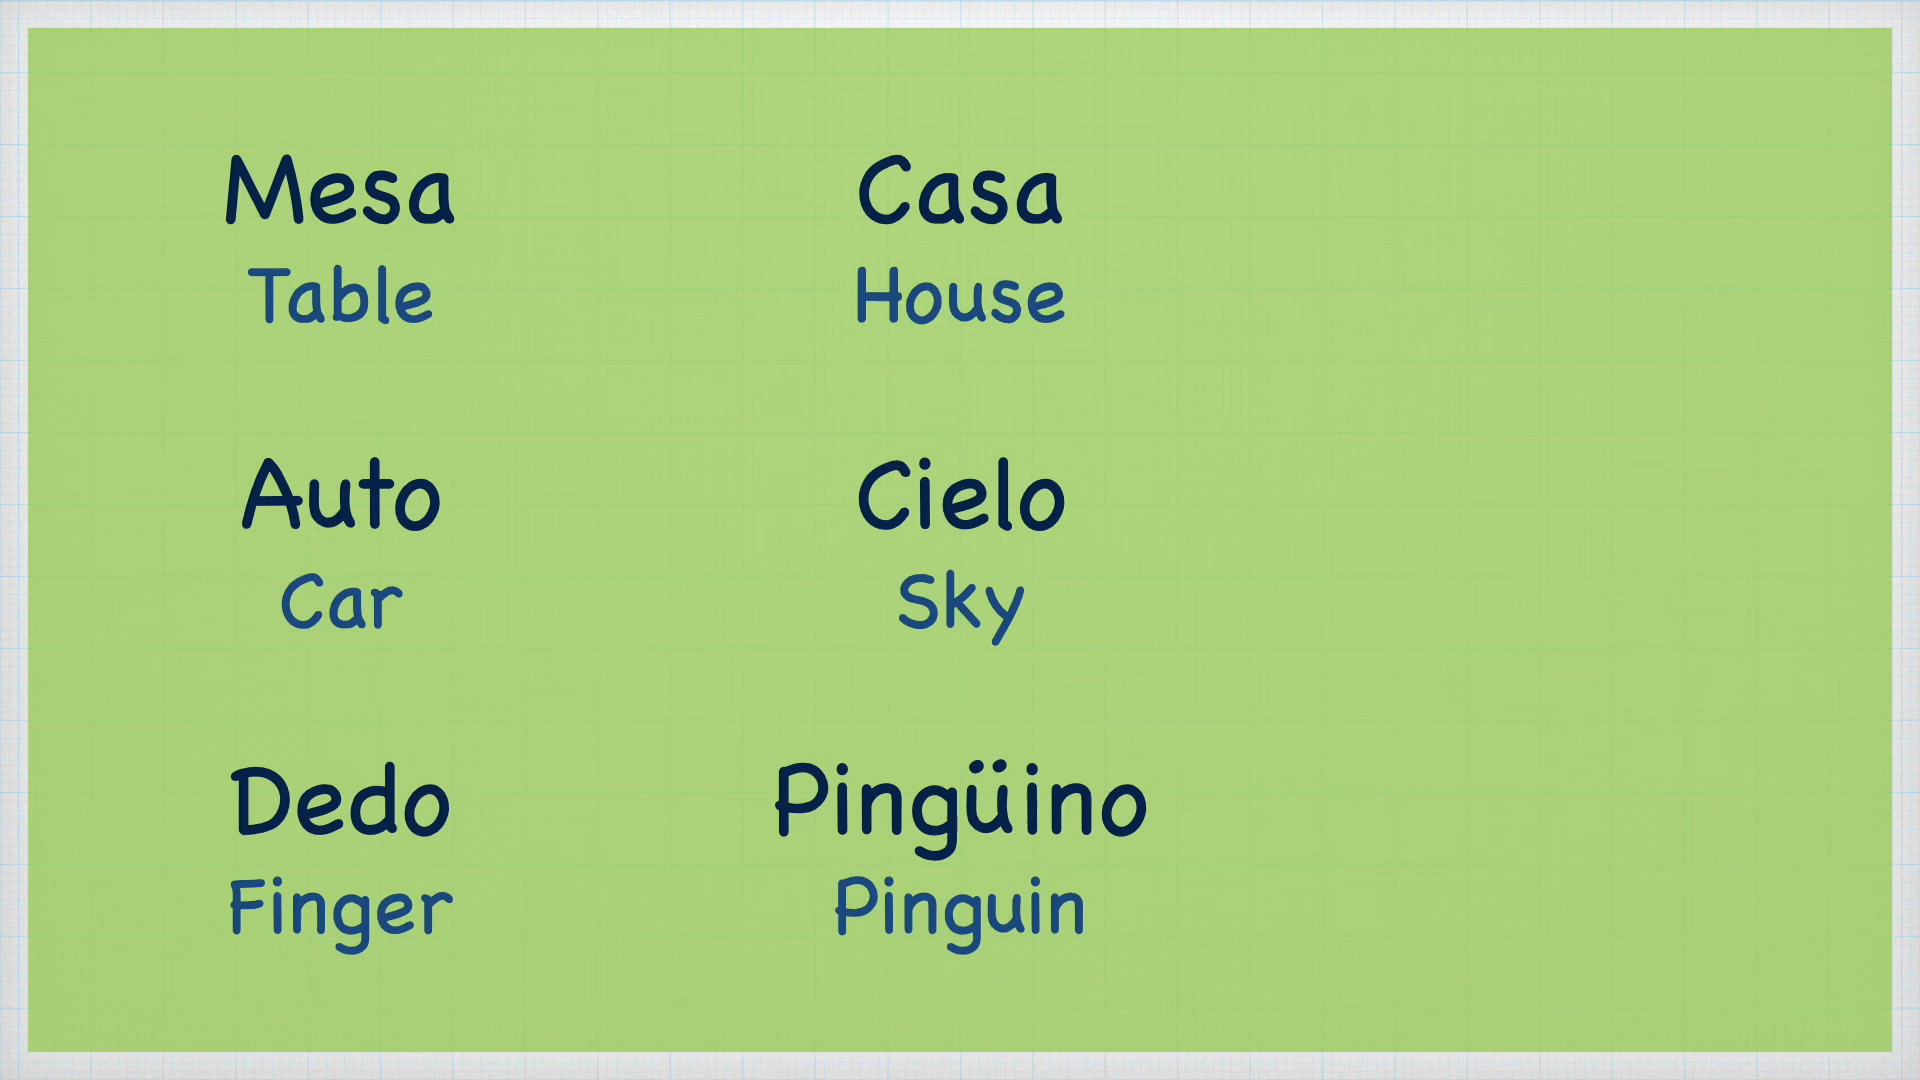 Mesa
Table
Casa
House
Auto
Car
Cielo
Sky
Dedo
Finger
Pingüino
Pinguin